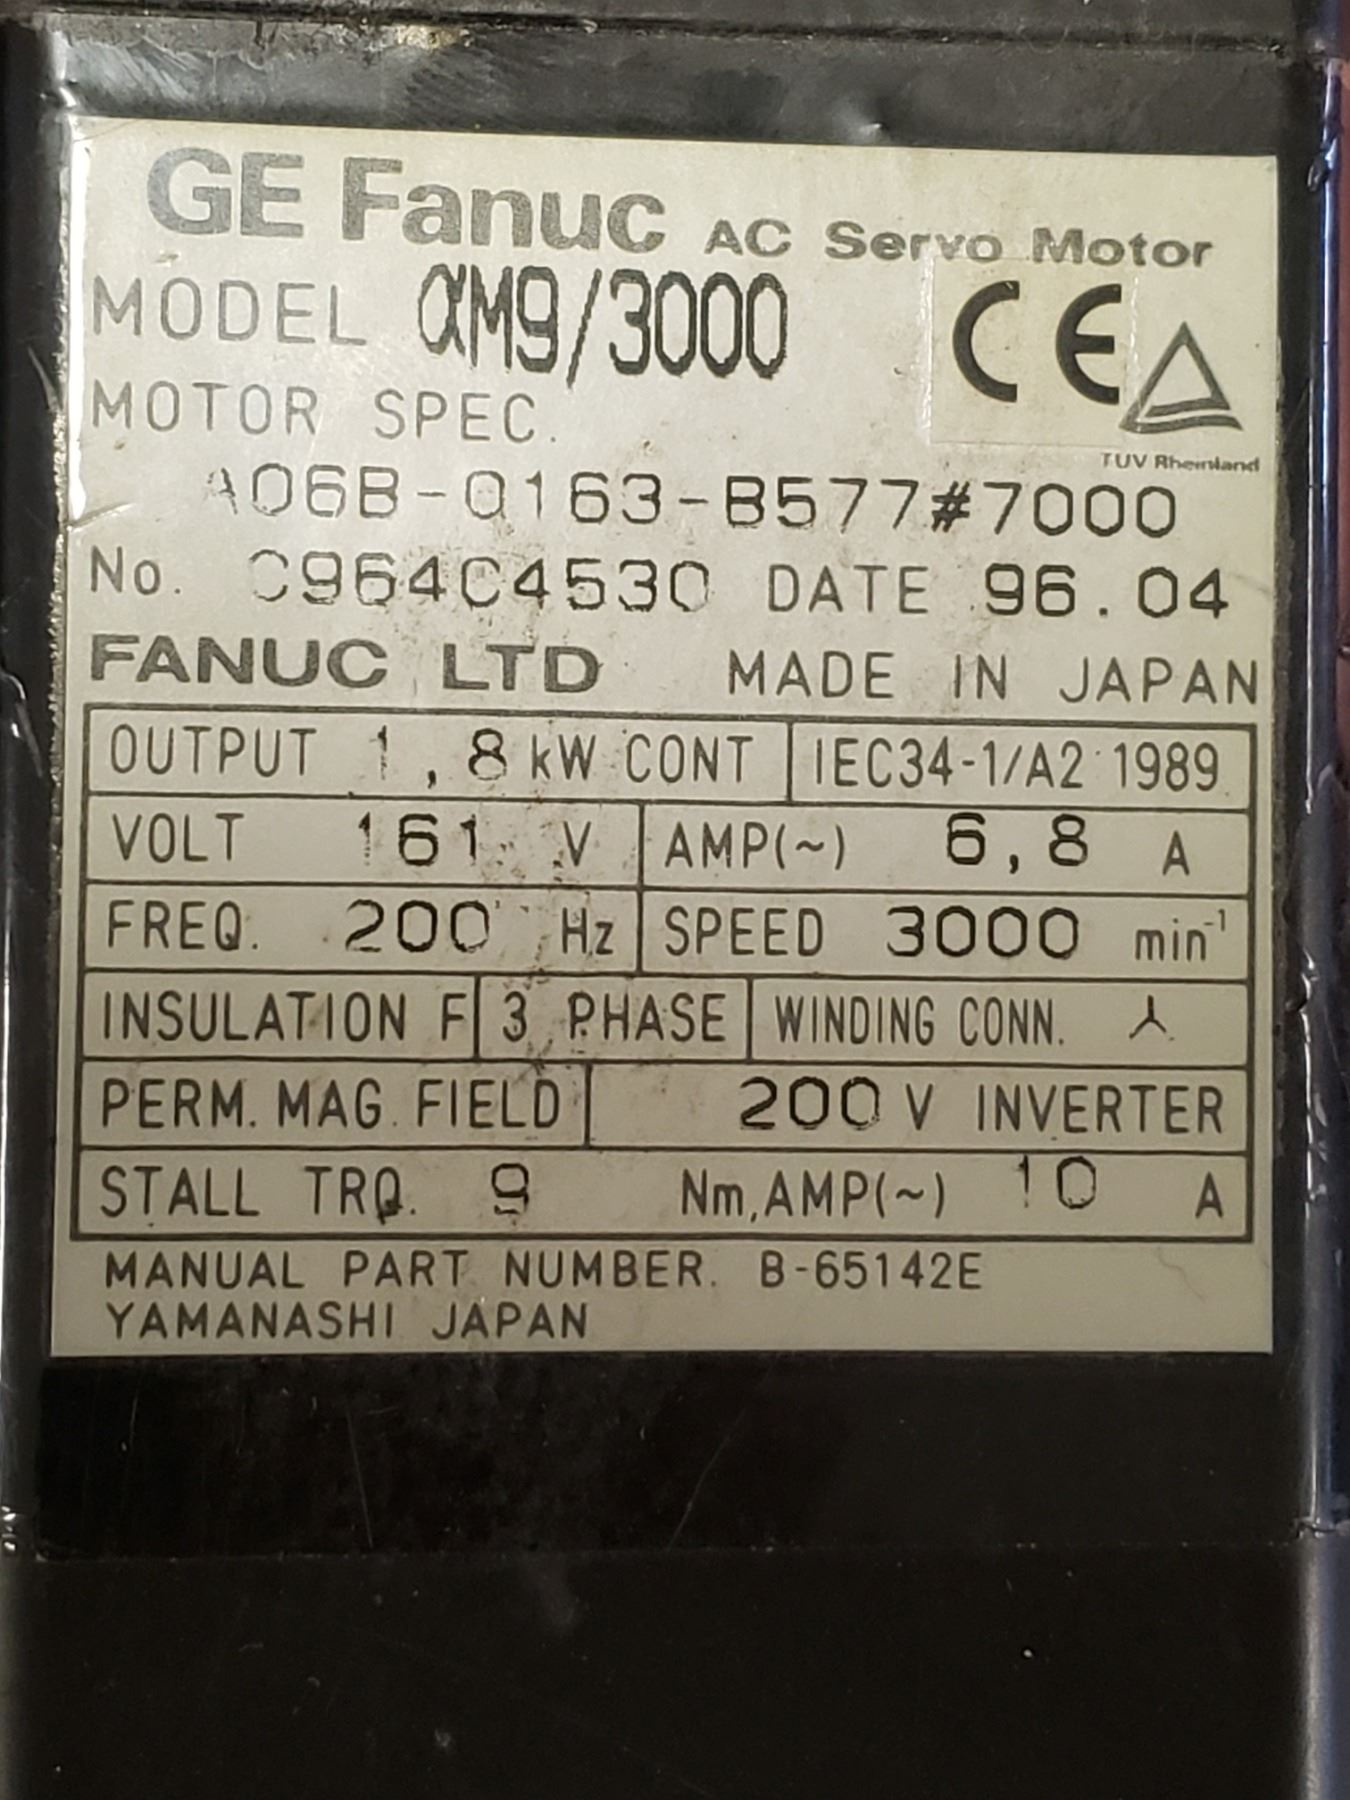 GE Fanuc AC Servo Motor
MODEL αM9/3000
CE
MOTOR SPEC.
TUV Rheinland
A06B-0163-B577#7000
No. C964C4530 DATE 96.04
FANUC LTD MADE IN JAPAN
OUTPUT 1,8 kW CONT IEC34-1/A2 1989
VOLT 161 V AMP(~) 6,8 A
FREQ. 200 Hz SPEED 3000 min⁻¹
INSULATION F 3 PHASE WINDING CONN.
PERM. MAG. FIELD 200 V INVERTER
STALL TRQ. 9 Nm, AMP(~) 10 A
MANUAL PART NUMBER. B-65142E
YAMANASHI JAPAN